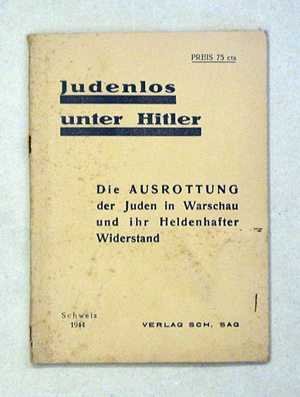 PREIS 75 cts
Judenlos
unter Hitler
Die AUSROTTUNG
der Juden in Warschau
und ihr Heldenhafter
Widerstand
Schweiz
1944
VERLAG SCH, SAG